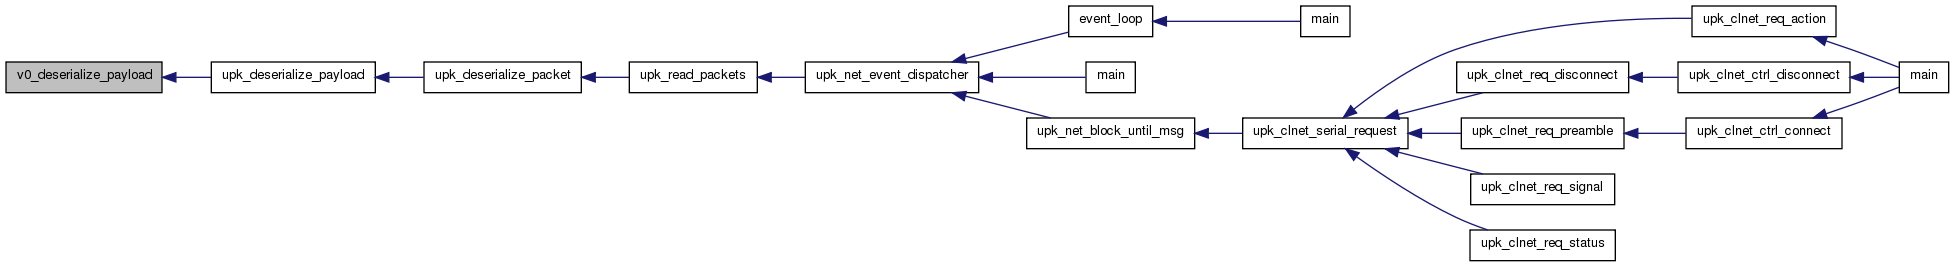 v0_deserialize_payload
upk_deserialize_payload
upk_deserialize_packet
upk_read_packets
upk_net_event_dispatcher
event_loop
main
main
upk_net_block_until_msg
upk_clnet_serial_request
upk_clnet_req_action
upk_clnet_req_disconnect
upk_clnet_ctrl_disconnect
main
upk_clnet_req_preamble
upk_clnet_ctrl_connect
upk_clnet_req_signal
upk_clnet_req_status